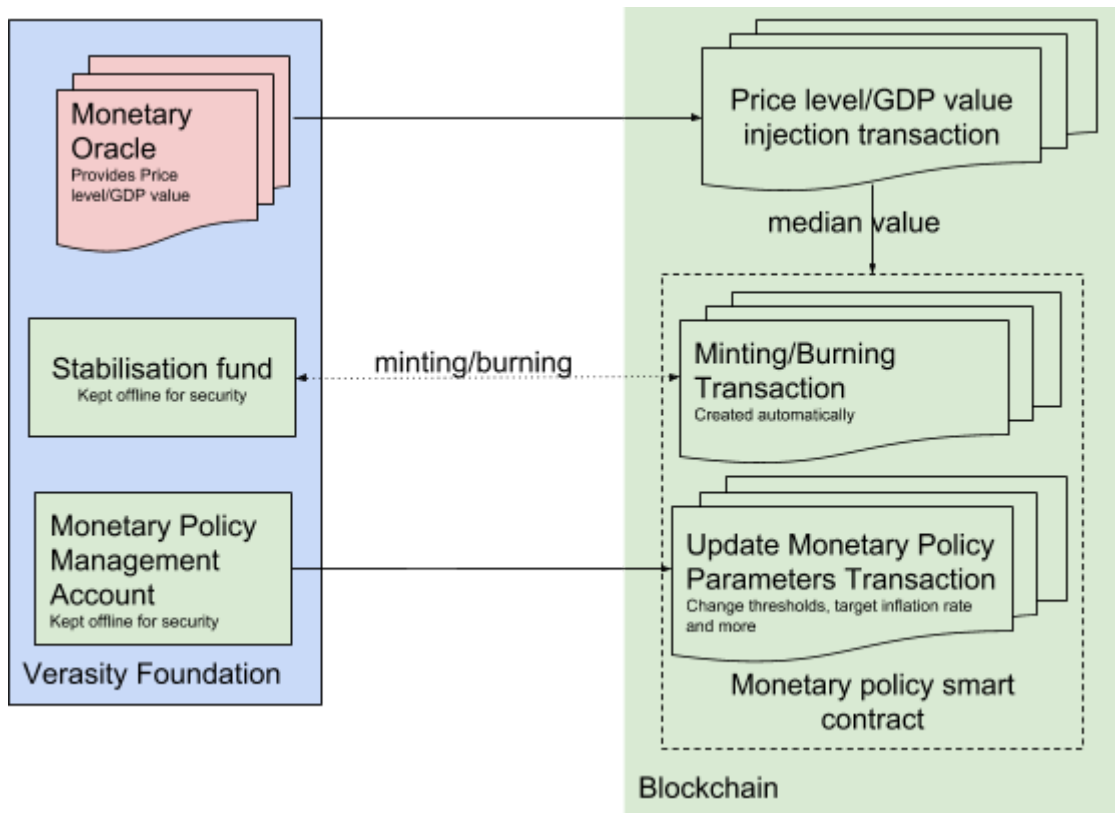 Monetary
Oracle
Provides Price
level/GDP value
Price level/GDP value
injection transaction
median value
Stabilisation fund
Kept offline for security
minting/burning
Minting/Burning
Transaction
Created automatically
Monetary Policy
Management
Account
Kept offline for security
Update Monetary Policy
Parameters Transaction
Change thresholds, target inflation rate
and more
Verasity Foundation
Monetary policy smart
contract
Blockchain